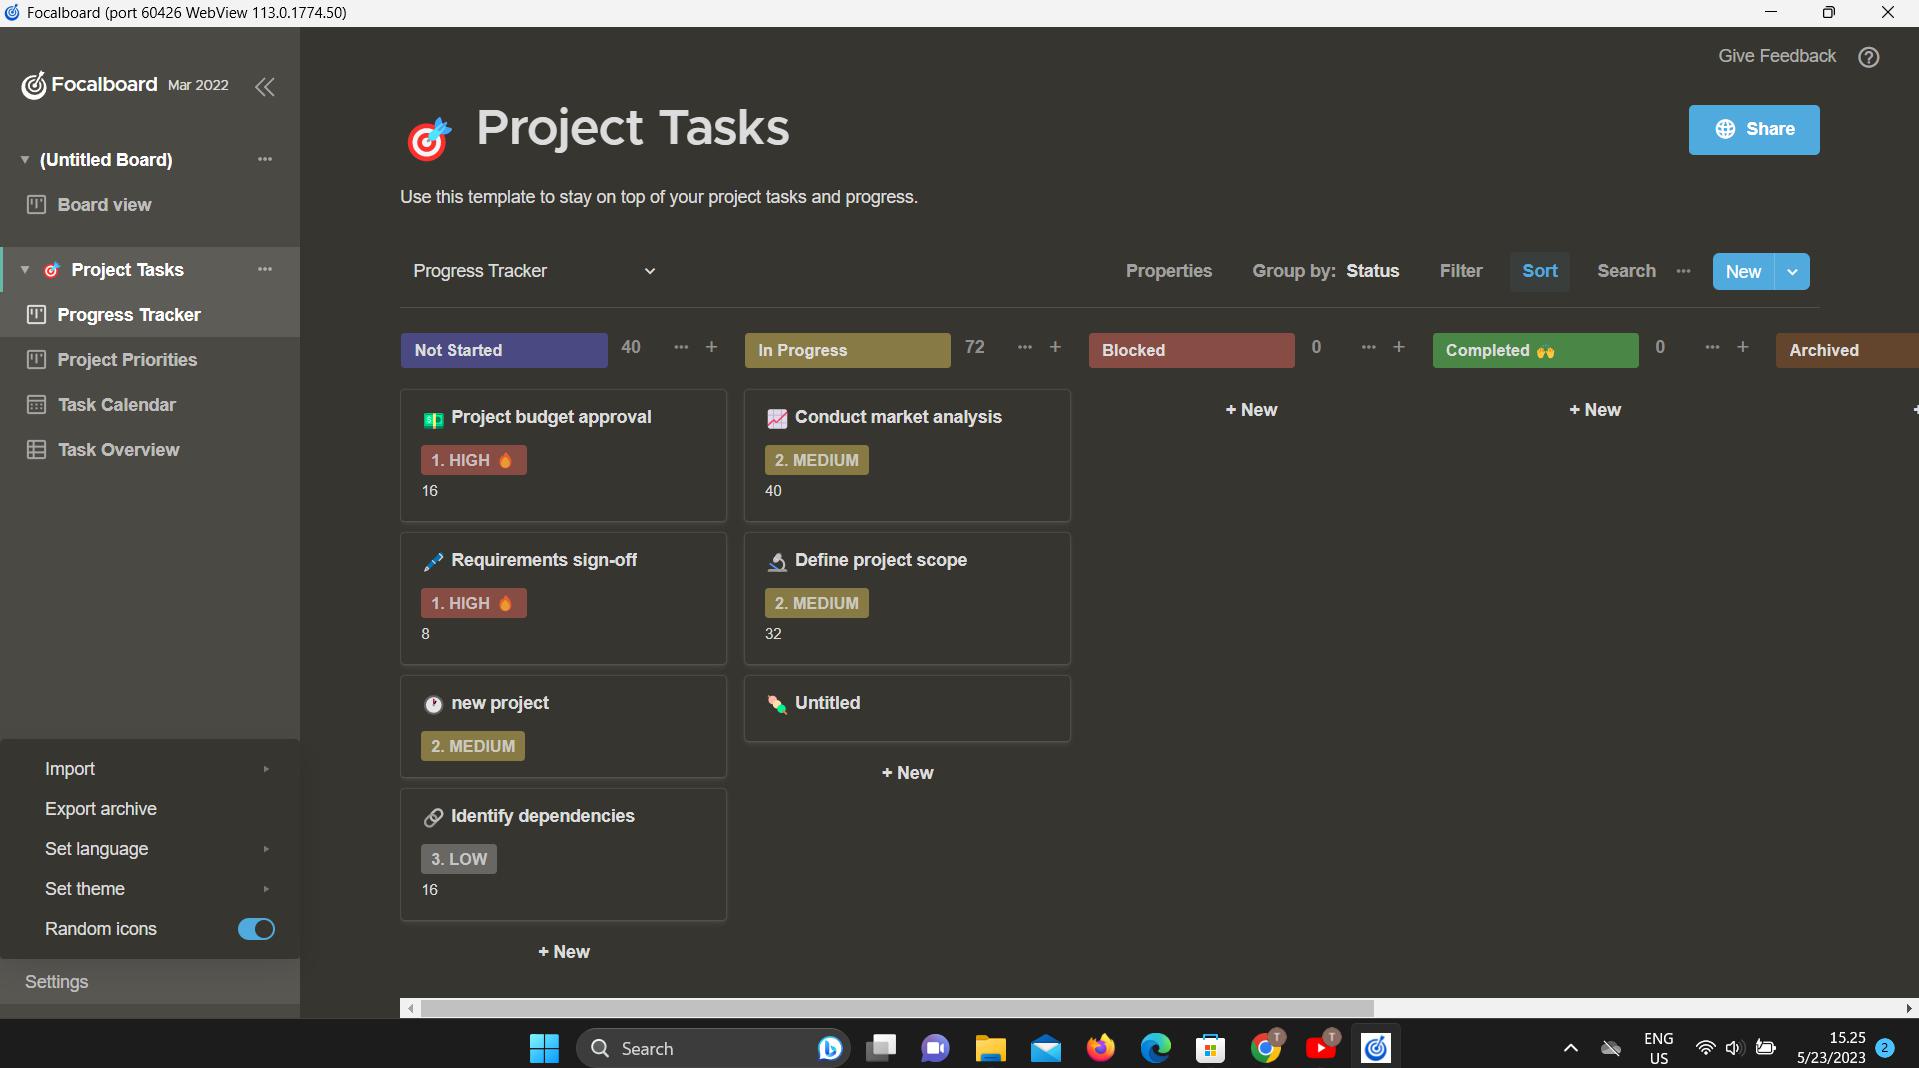 Focalboard (port 60426 WebView 113.0.1774.50)
Give Feedback
Focalboard Mar 2022
Project Tasks
Share
(Untitled Board)
Board view
Use this template to stay on top of your project tasks and progress.
Project Tasks
Progress Tracker
Project Priorities
Task Calendar
Task Overview
Progress Tracker
Properties Group by: Status Filter Sort Search New
Not Started 40
In Progress 72
Blocked 0
Completed 🙌 0
Archived
Project budget approval
1. HIGH 🔥
16
Requirements sign-off
1. HIGH 🔥
8
new project
2. MEDIUM
Identify dependencies
3. LOW
16
+ New
Conduct market analysis
2. MEDIUM
40
Define project scope
2. MEDIUM
32
Untitled
+ New
+ New
+ New
Import
Export archive
Set language
Set theme
Random icons
Settings
Search
ENG
US
15.25
5/23/2023
2